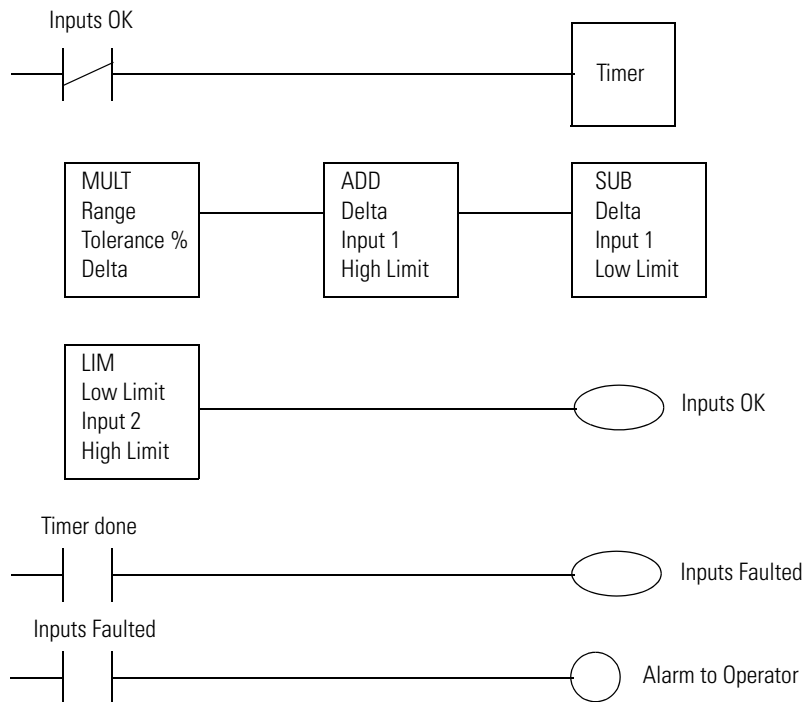 Inputs OK
Timer
MULT
Range
Tolerance %
Delta
ADD
Delta
Input 1
High Limit
SUB
Delta
Input 1
Low Limit
LIM
Low Limit
Input 2
High Limit
Inputs OK
Timer done
Inputs Faulted
Inputs Faulted
Alarm to Operator